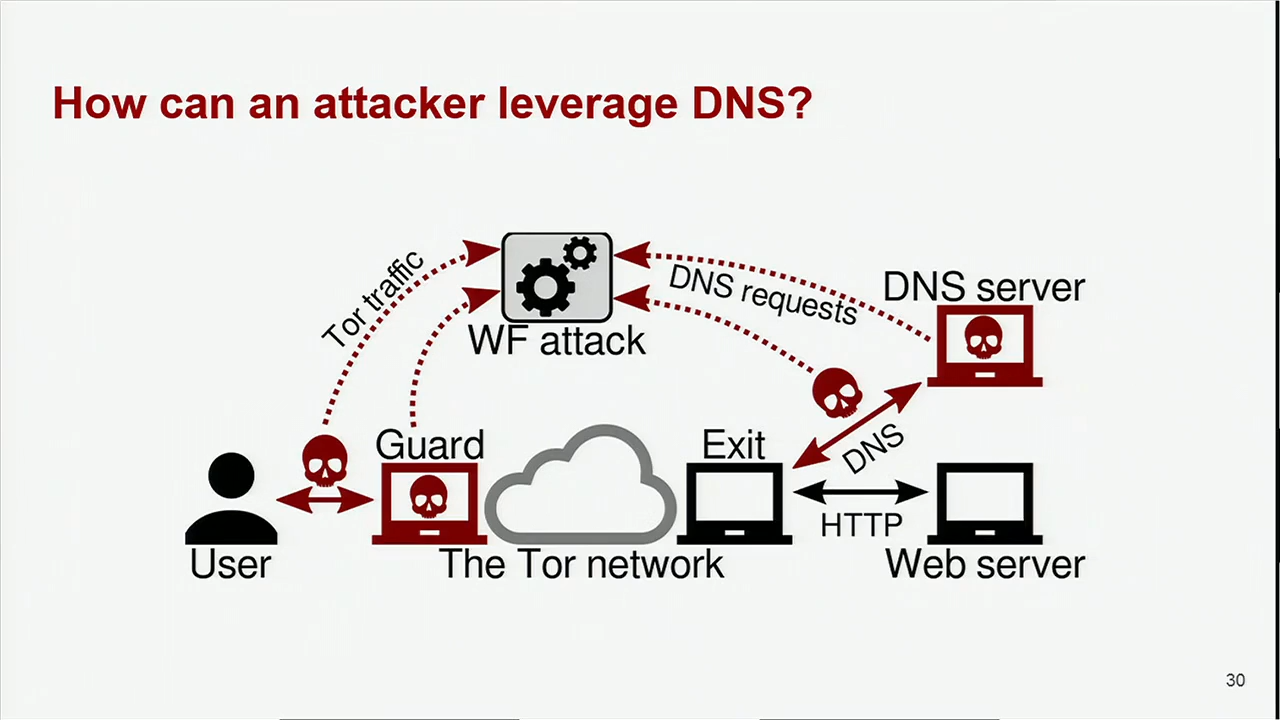 How can an attacker leverage DNS?
Tor traffic
DNS requests
DNS server
WF attack
Guard
Exit
DNS
HTTP
User
The Tor network
Web server
30